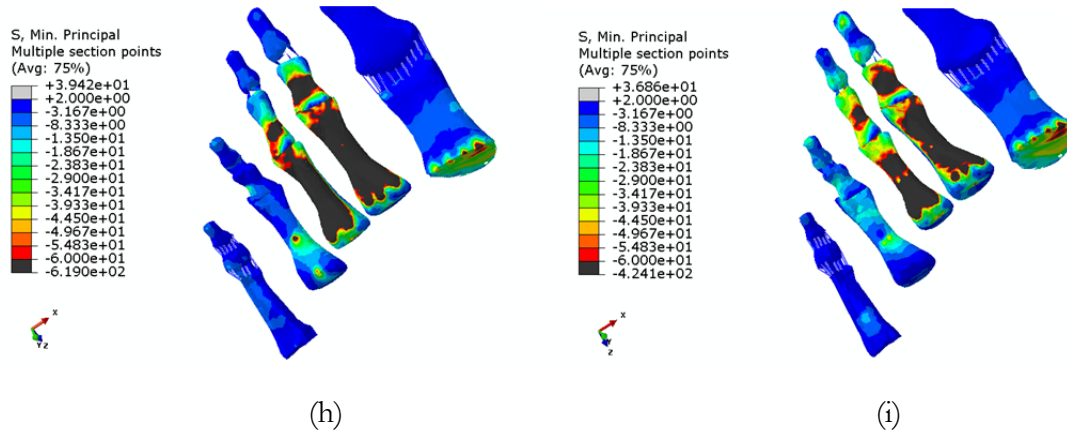 S, Min. Principal
Multiple section points
(Avg: 75%)
+3.942e+01
+2.000e+00
-3.167e+00
-8.333e+00
-1.350e+01
-1.867e+01
-2.383e+01
-2.900e+01
-3.417e+01
-3.933e+01
-4.450e+01
-4.967e+01
-5.483e+01
-6.000e+01
-6.190e+02
X
Y Z
(h)
S, Min. Principal
Multiple section points
(Avg: 75%)
+3.686e+01
+2.000e+00
-3.167e+00
-8.333e+00
-1.350e+01
-1.867e+01
-2.383e+01
-2.900e+01
-3.417e+01
-3.933e+01
-4.450e+01
-4.967e+01
-5.483e+01
-6.000e+01
-4.241e+02
X
Y
Z
(i)